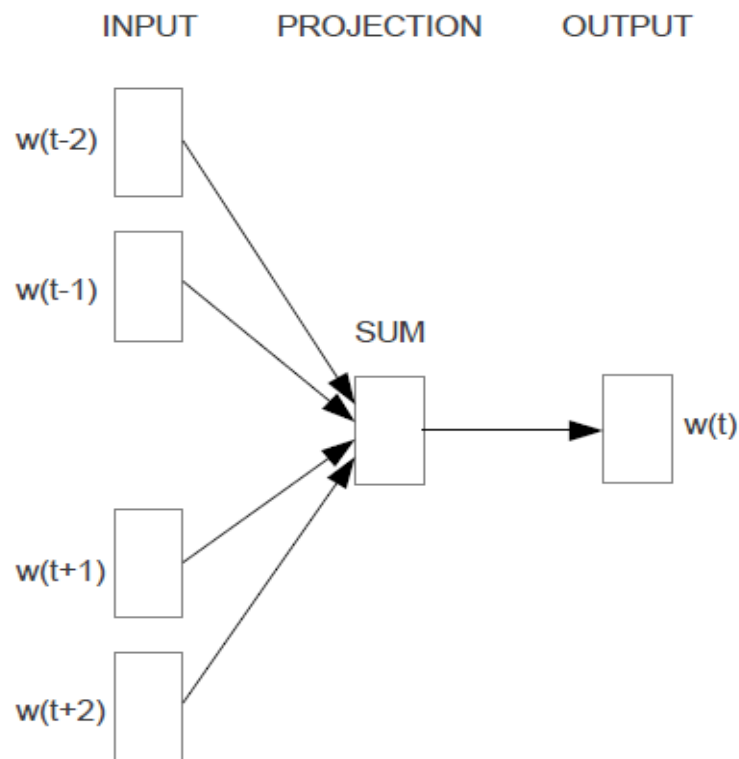 INPUT PROJECTION OUTPUT
w(t-2)
w(t-1)
SUM
w(t)
w(t+1)
w(t+2)